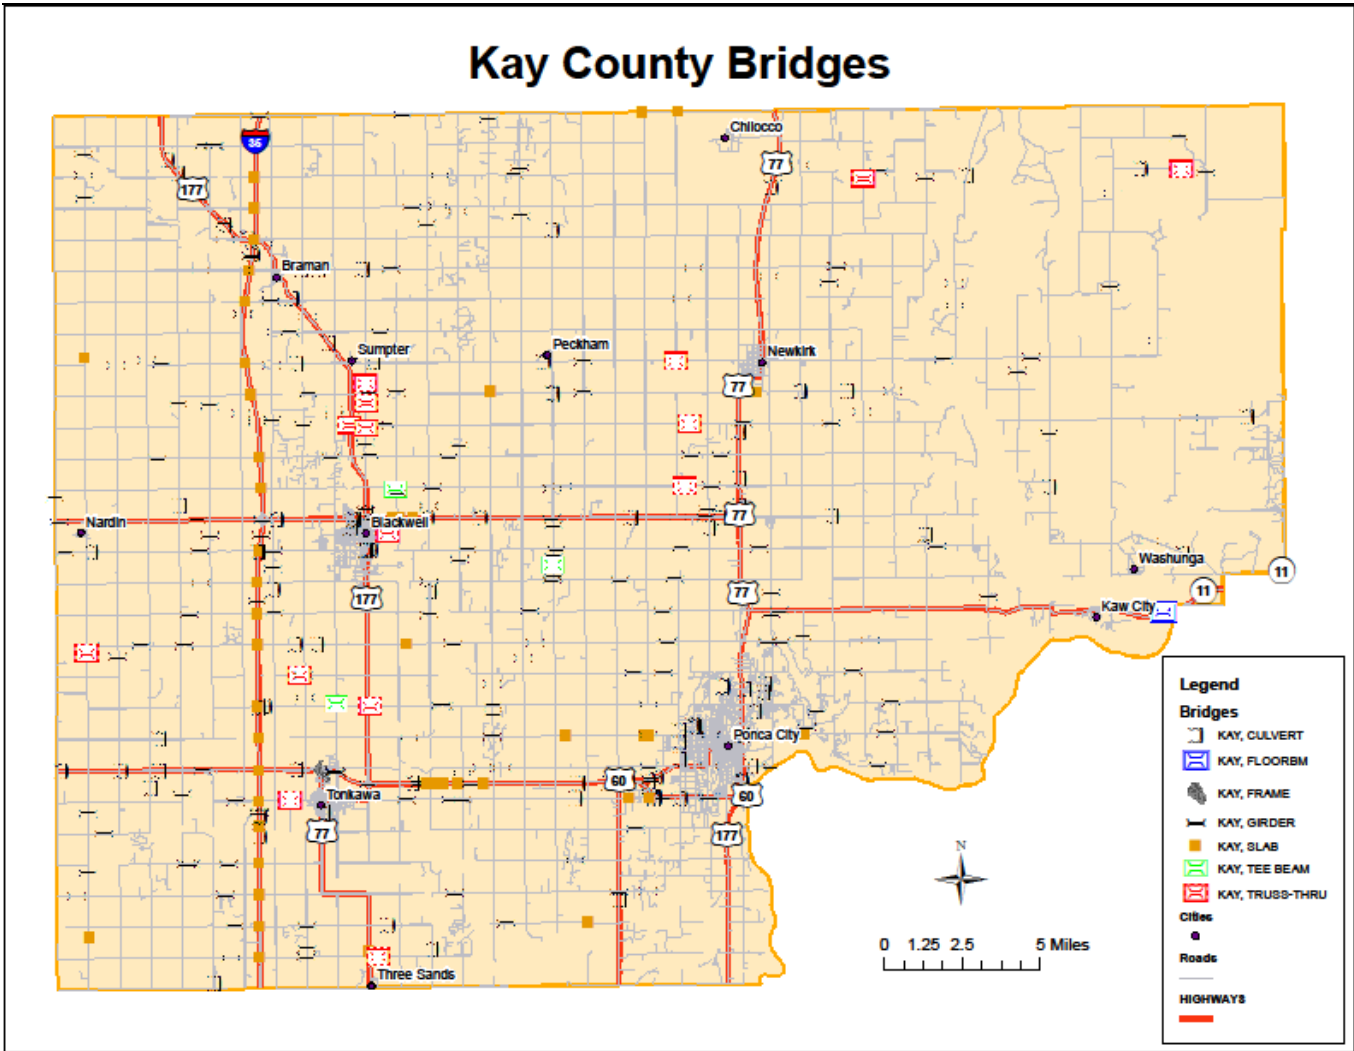 Kay County Bridges
Chilocco
35
77
177
Braman
Sumpter
Peckham
Newkirk
77
Nardin
Blackwell
77
Washunga
11
177
77
11
Kaw City
Legend
Bridges
KAY, CULVERT
KAY, FLOORBM
KAY, FRAME
KAY, GIRDER
KAY, SLAB
KAY, TEE BEAM
KAY, TRUSS-THRU
Cities
Roads
HIGHWAYS
Ponca City
60
Tonkawa
60
77
177
N
0 1.25 2.5 5 Miles
Three Sands